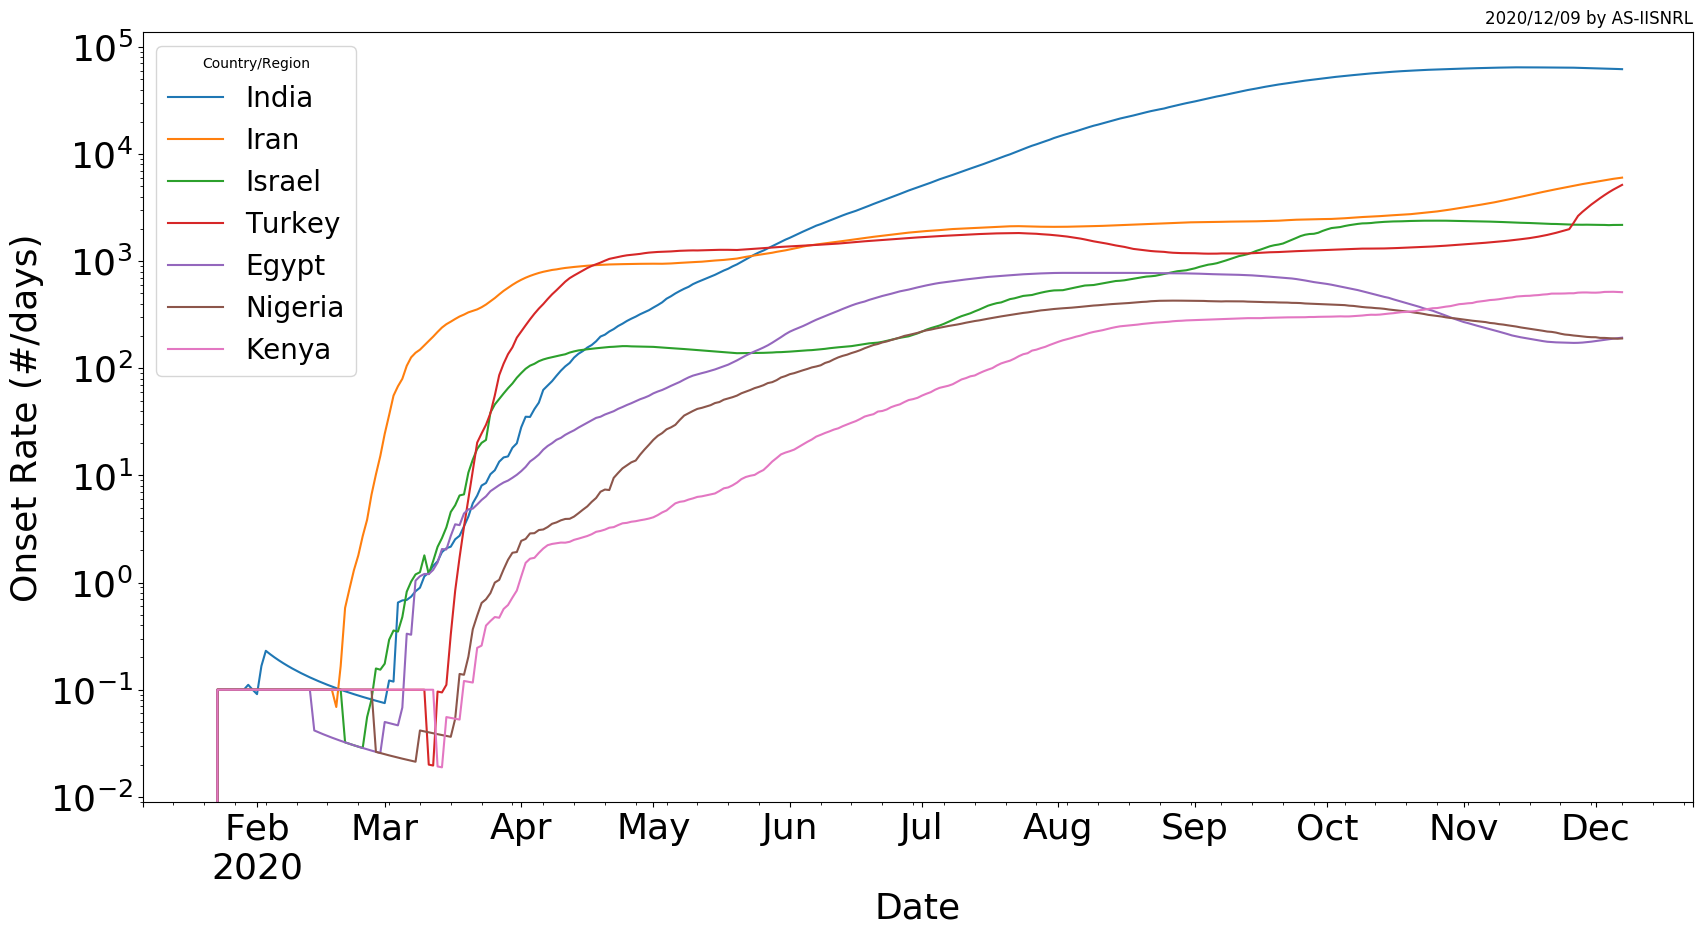 2020/12/09 by AS-IISNRL
Onset Rate (#/days)
10^5
10^4
10^3
10^2
10^1
10^0
10^−1
10^−2
Country/Region
India
Iran
Israel
Turkey
Egypt
Nigeria
Kenya
Feb Mar Apr May Jun Jul Aug Sep Oct Nov Dec
2020
Date